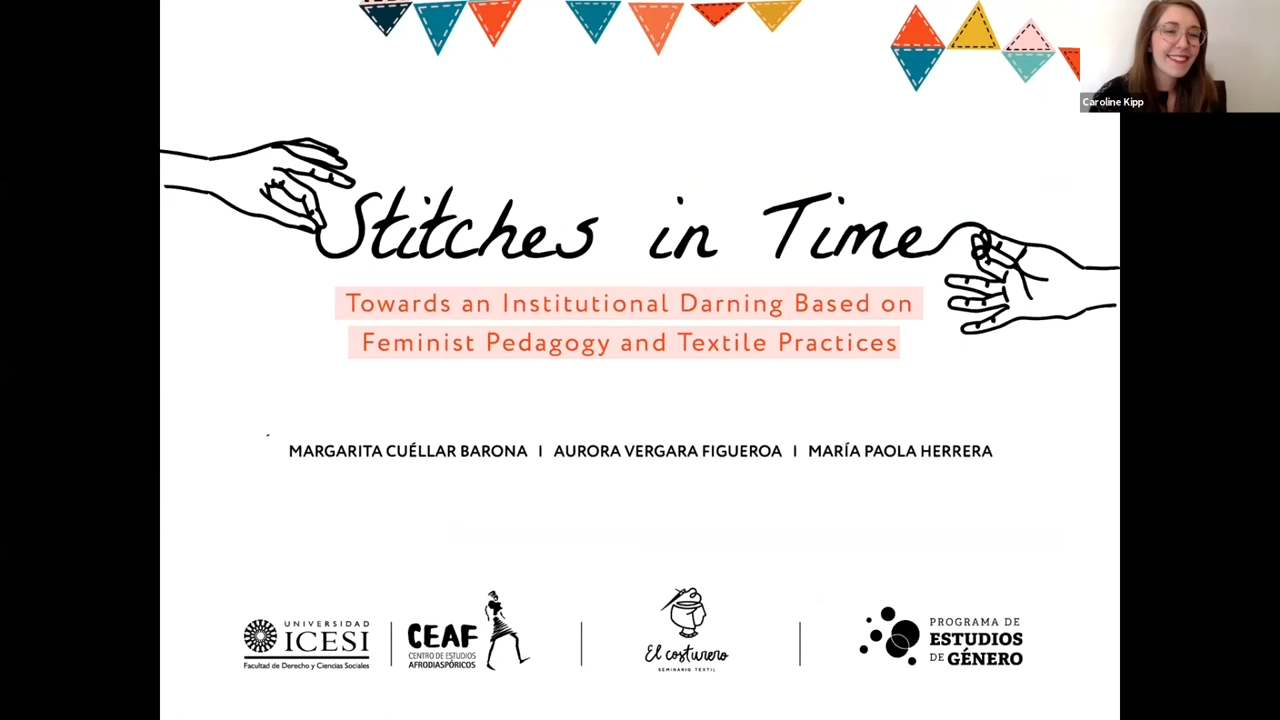 Caroline Kipp
Stitches in Time
Towards an Institutional Darning Based on
Feminist Pedagogy and Textile Practices
MARGARITA CUÉLLAR BARONA I AURORA VERGARA FIGUEROA I MARÍA PAOLA HERRERA
UNIVERSIDAD
ICESI
Facultad de Derecho y Ciencias Sociales
CEAF
CENTRO DE ESTUDIOS
AFRODIASPÓRICOS
El costurero
SEMINARIO TEXTIL
PROGRAMA DE
ESTUDIOS
DE GÉNERO